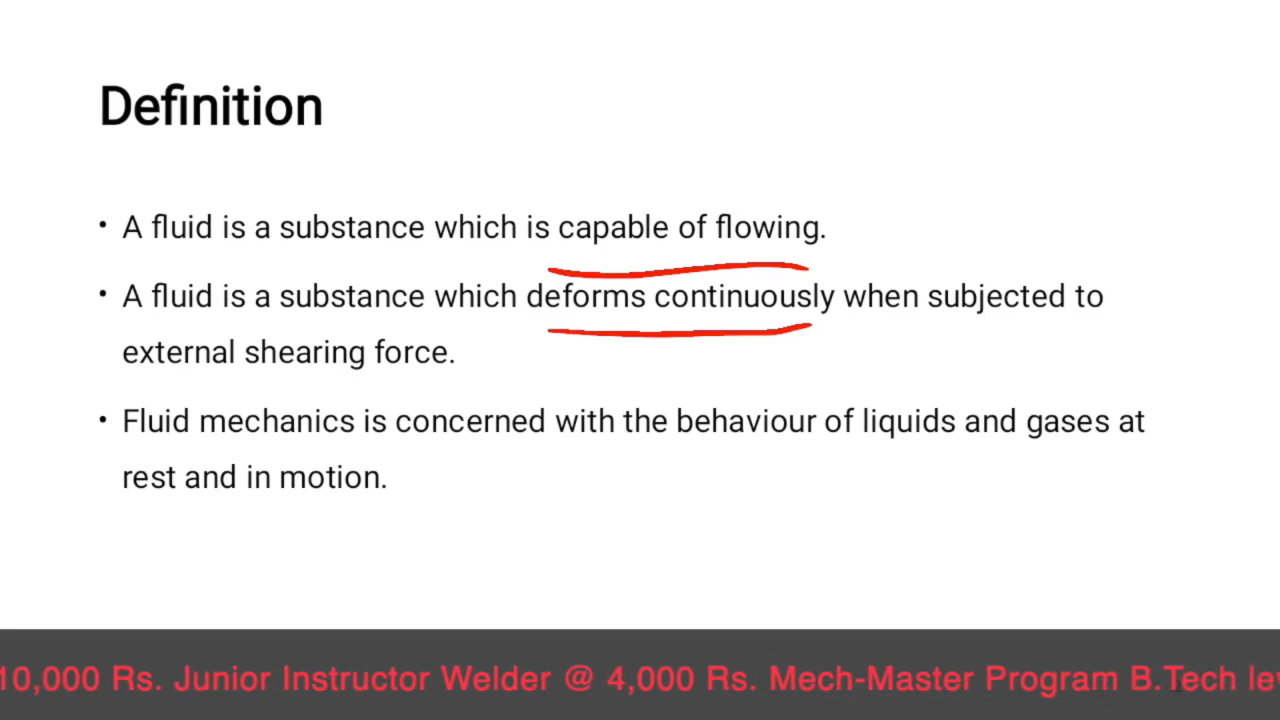 Definition
• A fluid is a substance which is capable of flowing.
• A fluid is a substance which deforms continuously when subjected to
external shearing force.
• Fluid mechanics is concerned with the behaviour of liquids and gases at
rest and in motion.
10,000 Rs. Junior Instructor Welder @ 4,000 Rs. Mech-Master Program B.Tech le